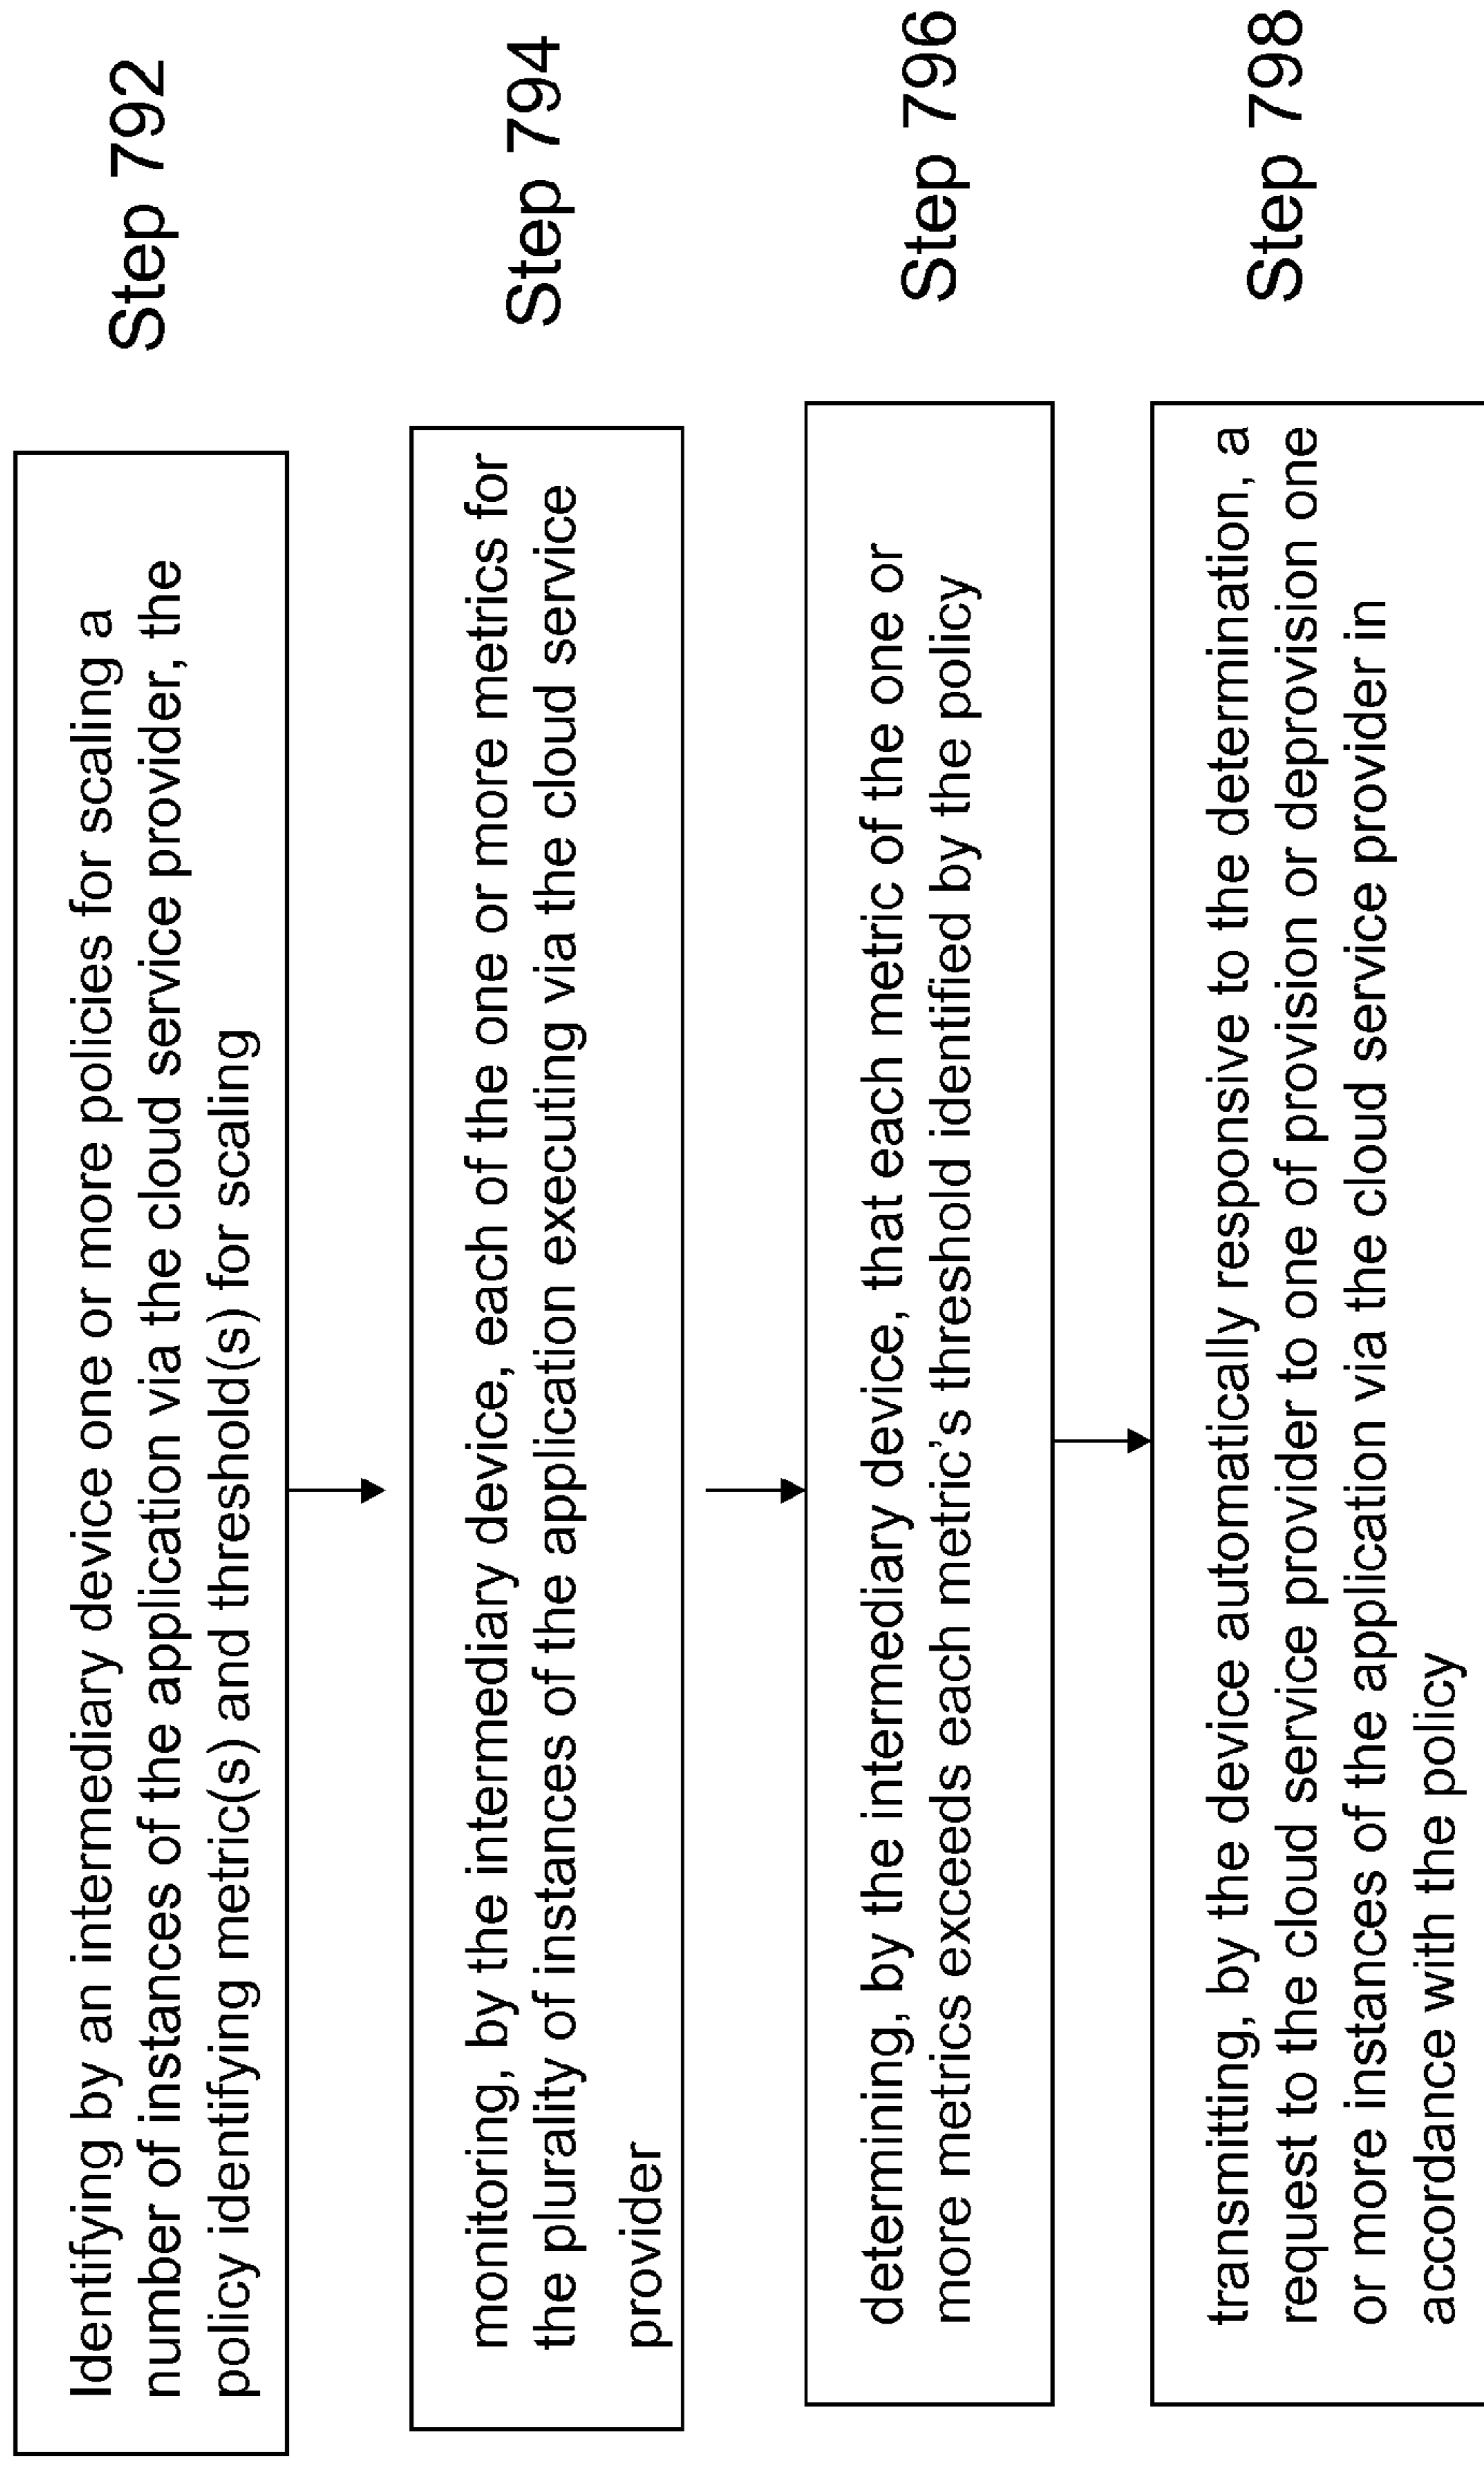 Identifying by an intermediary device one or more policies for scaling a
number of instances of the application via the cloud service provider, the
policy identifying metric(s) and threshold(s) for scaling
Step 792
monitoring, by the intermediary device, each of the one or more metrics for
the plurality of instances of the application executing via the cloud service
provider
Step 794
determining, by the intermediary device, that each metric of the one or
more metrics exceeds each metric's threshold identified by the policy
Step 796
transmitting, by the device automatically responsive to the determination, a
request to the cloud service provider to one of provision or deprovision one
or more instances of the application via the cloud service provider in
accordance with the policy
Step 798